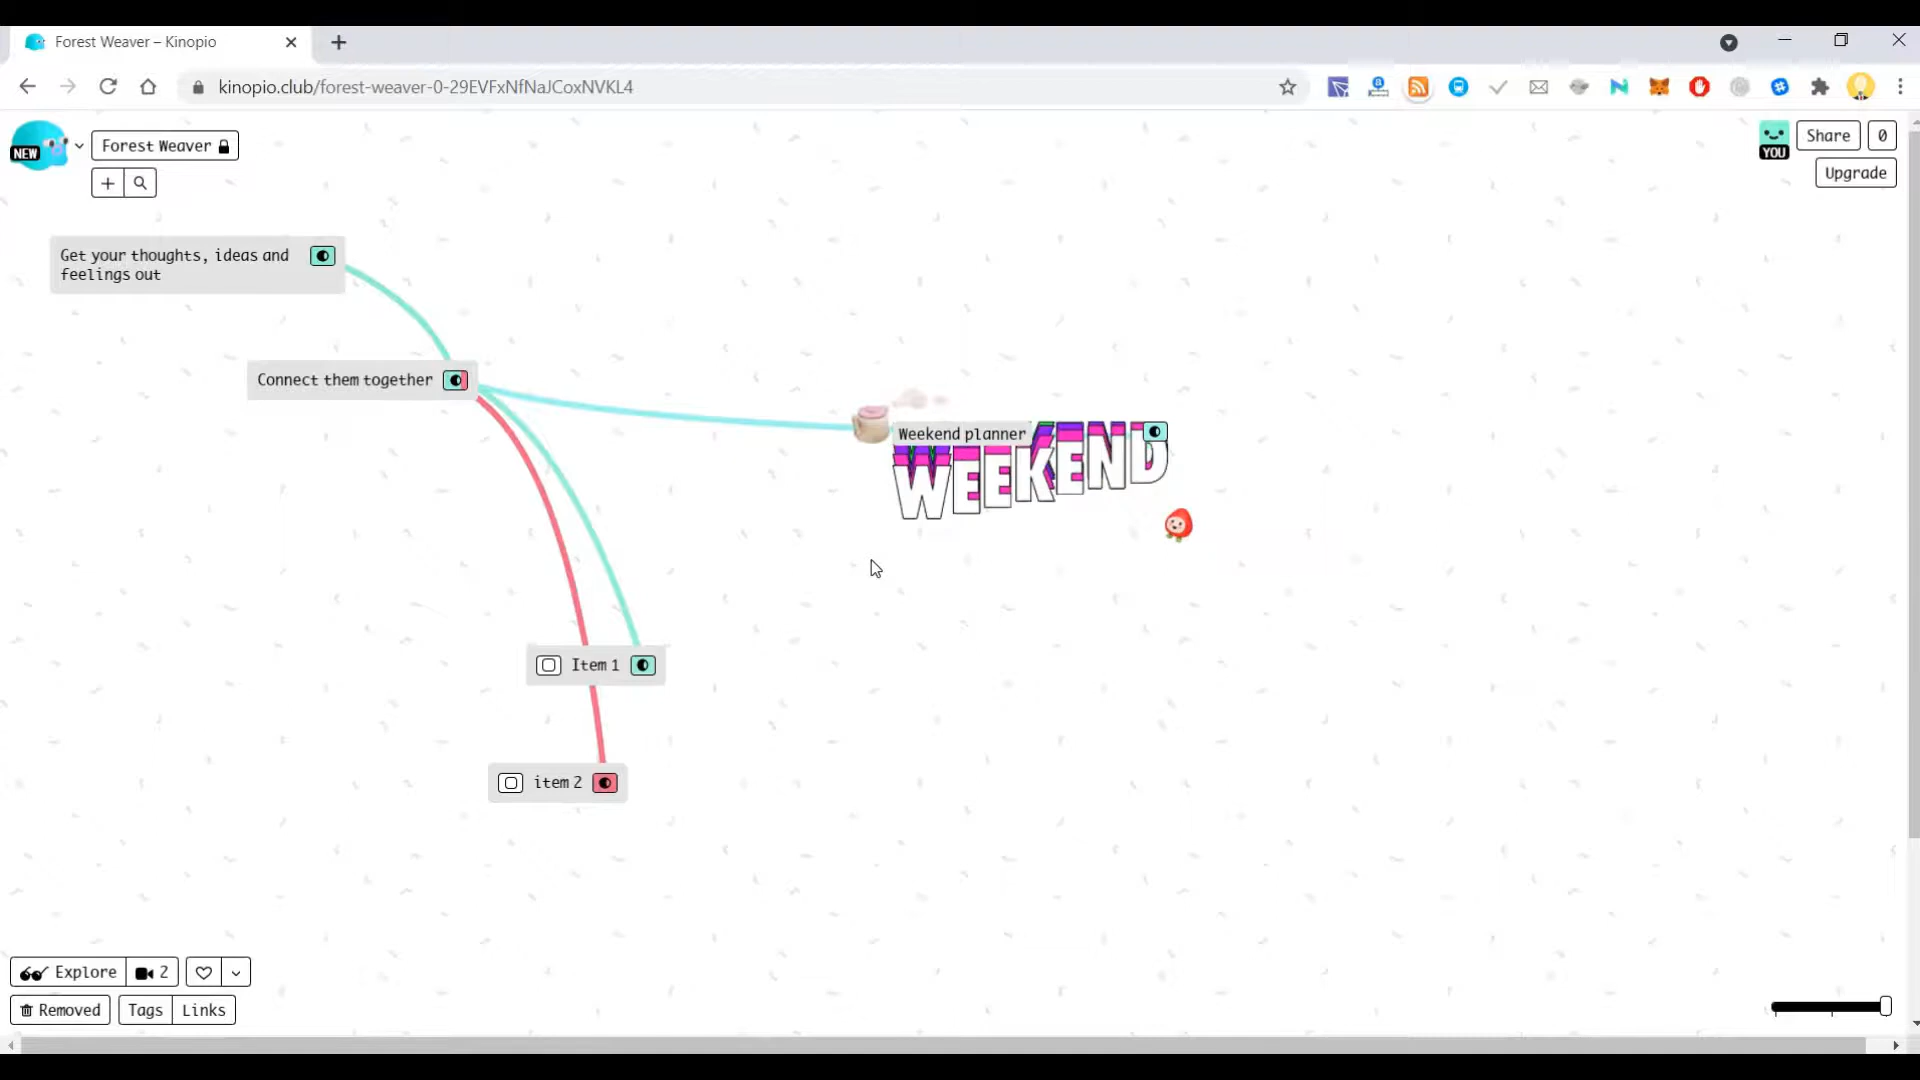 Forest Weaver – Kinopio
kinopio.club/forest-weaver-0-29EVFxNfNaJCoxNVKL4
NEW
Forest Weaver
YOU
Share
0
Upgrade
Get your thoughts, ideas and
feelings out
Connect them together
Weekend planner
WEEKEND
Item 1
item 2
Explore
2
Removed
Tags
Links